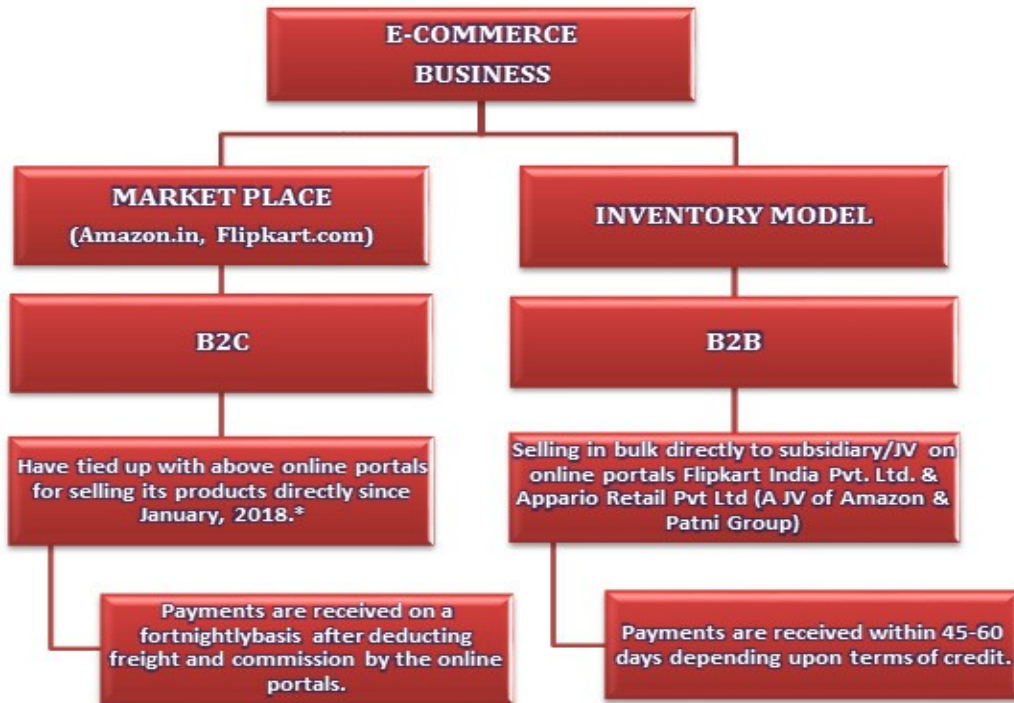 E-COMMERCE
BUSINESS
MARKET PLACE
(Amazon.in, Flipkart.com)
INVENTORY MODEL
B2C
B2B
Have tied up with above online portals
for selling its products directly since
January, 2018.*
Selling in bulk directly to subsidiary/JV on
online portals Flipkart India Pvt. Ltd. &
Appario Retail Pvt Ltd (A JV of Amazon &
Patni Group)
Payments are received on a
fortnightlybasis after deducting
freight and commission by the online
portals.
Payments are received within 45-60
days depending upon terms of credit.